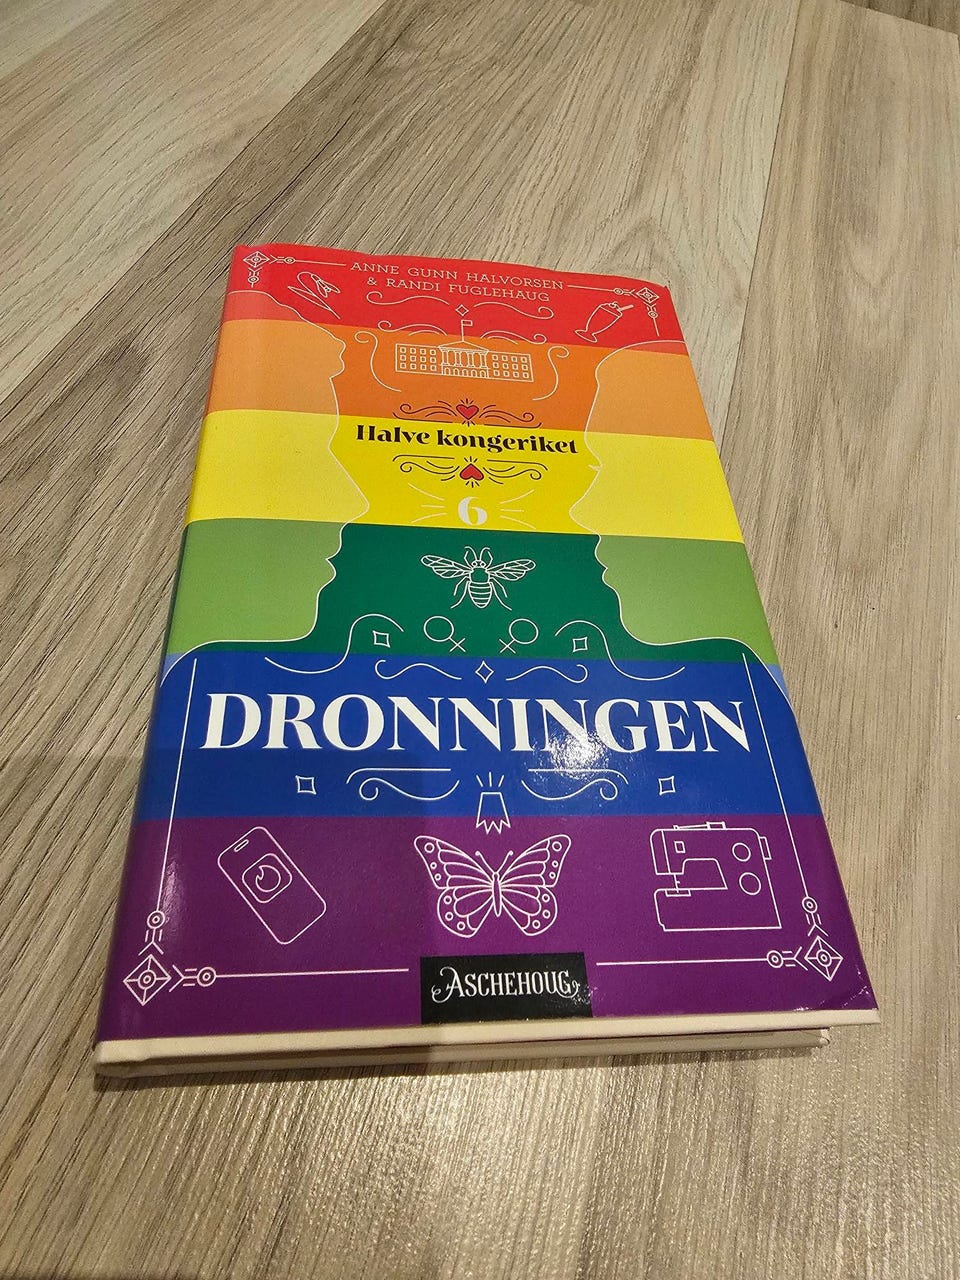 ANNE GUNN HALVORSEN
& RANDI FUGLEHAUG
Halve kongeriket
6
DRONNINGEN
ASCHEHOUG